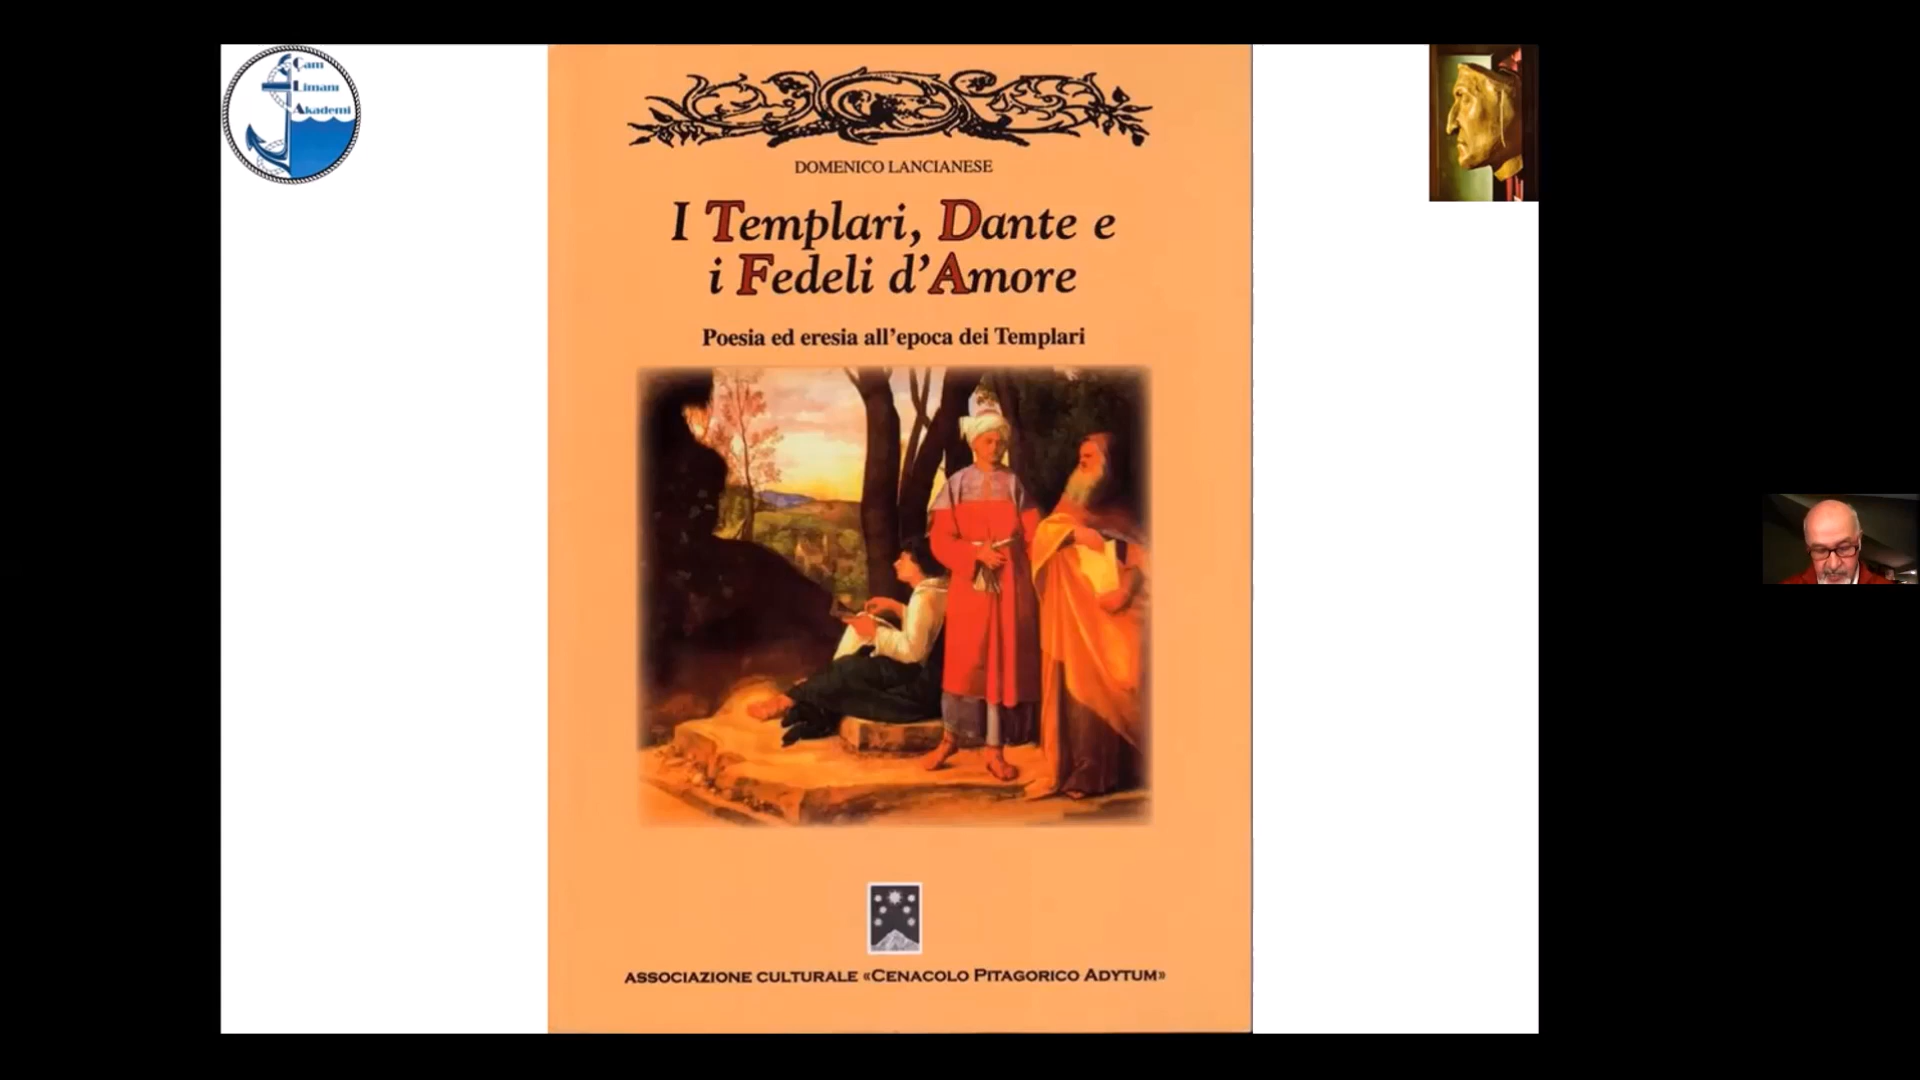 Çam
Limanı
Akademi
DOMENICO LANCIANESE
I Templari, Dante e
i Fedeli d'Amore
Poesia ed eresia all'epoca dei Templari
ASSOCIAZIONE CULTURALE «CENACOLO PITAGORICO ADYTUM»